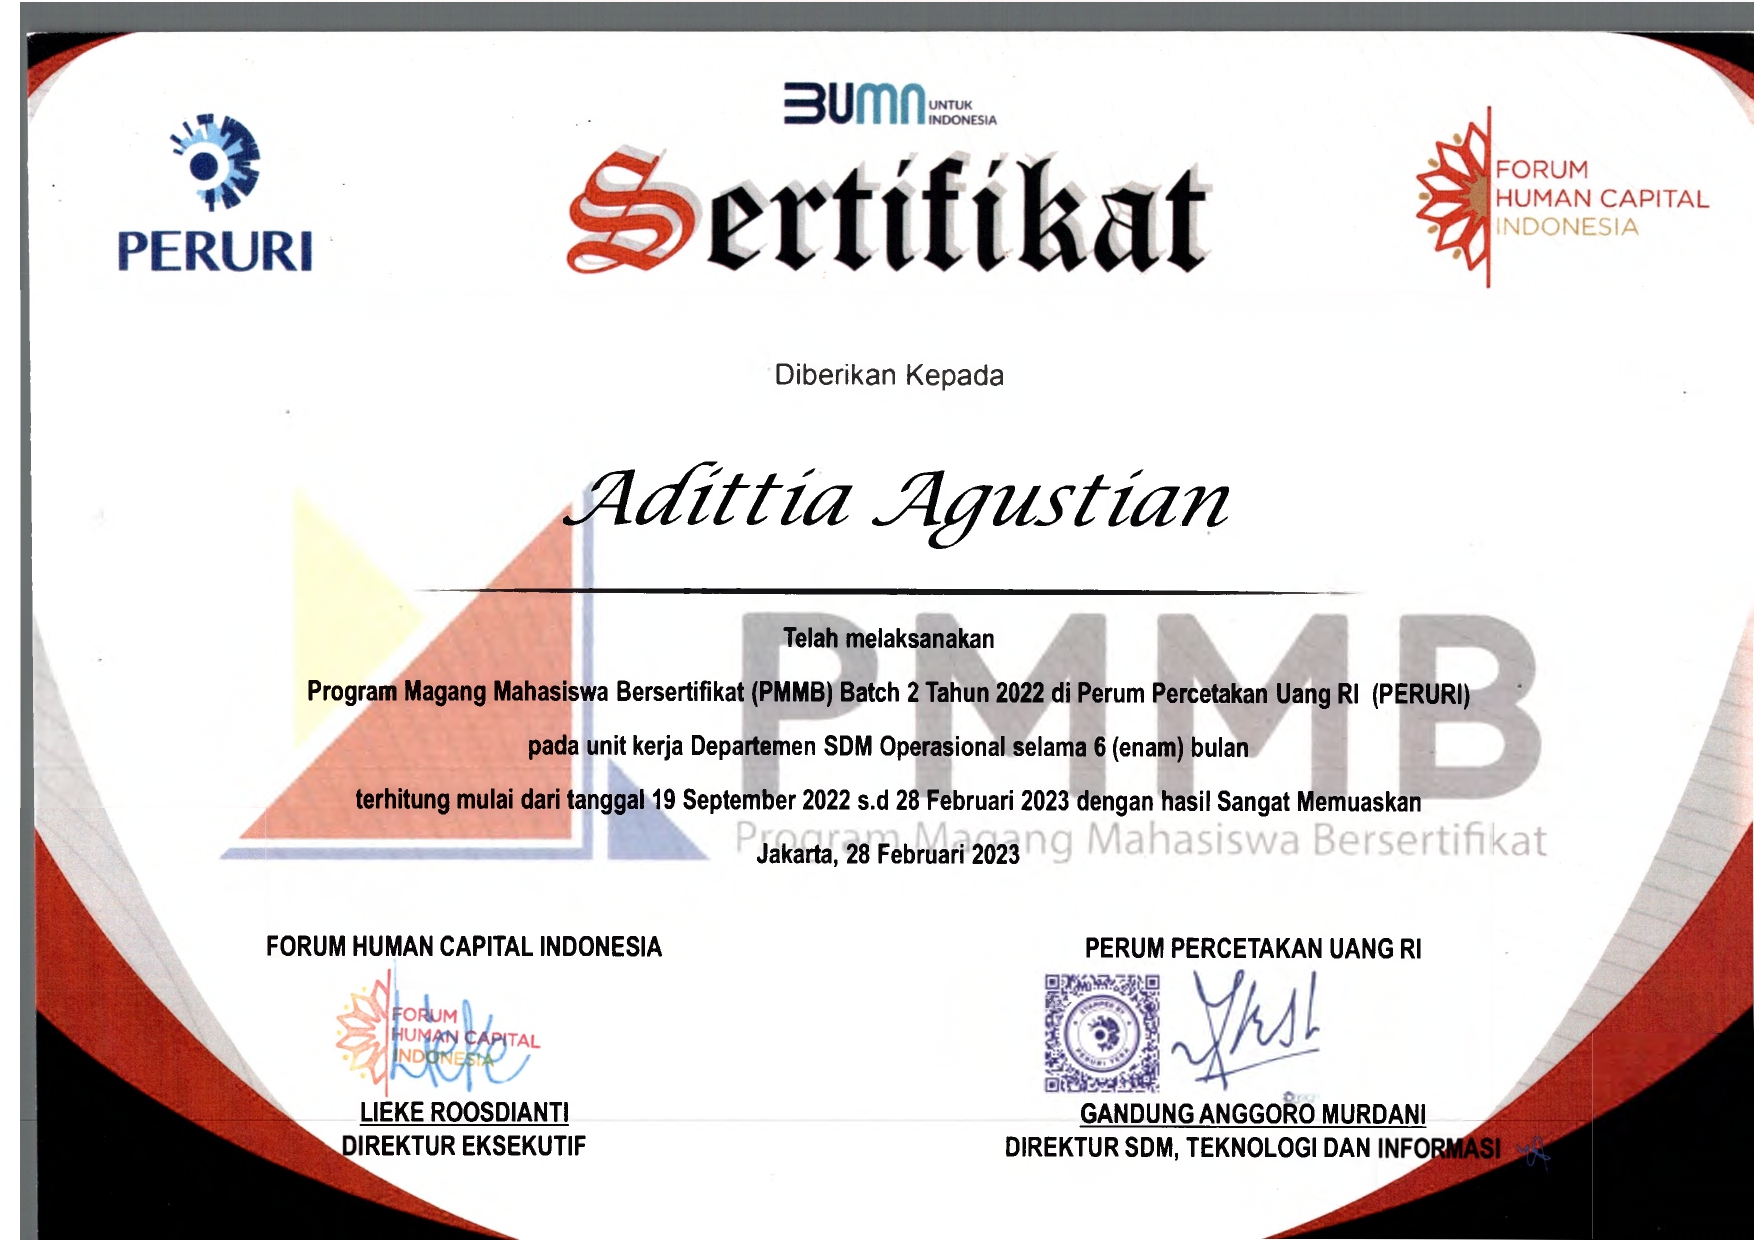 BUMN UNTUK INDONESIA
PERURI
Sertifikat
FORUM
HUMAN CAPITAL
INDONESIA
Diberikan Kepada
Adittia Agustian
Telah melaksanakan
Program Magang Mahasiswa Bersertifikat (PMMB) Batch 2 Tahun 2022 di Perum Percetakan Uang RI (PERURI)
pada unit kerja Departemen SDM Operasional selama 6 (enam) bulan
terhitung mulai dari tanggal 19 September 2022 s.d 28 Februari 2023 dengan hasil Sangat Memuaskan
Jakarta, 28 Februari 2023
PMMB
Program Magang Mahasiswa Bersertifikat
FORUM HUMAN CAPITAL INDONESIA
FORUM
HUMAN CAPITAL
INDONESIA
LIEKE ROOSDIANTI
DIREKTUR EKSEKUTIF
PERUM PERCETAKAN UANG RI
STAMPED BY
PERURI TERA
GANDUNG ANGGORO MURDANI
DIREKTUR SDM, TEKNOLOGI DAN INFORMASI